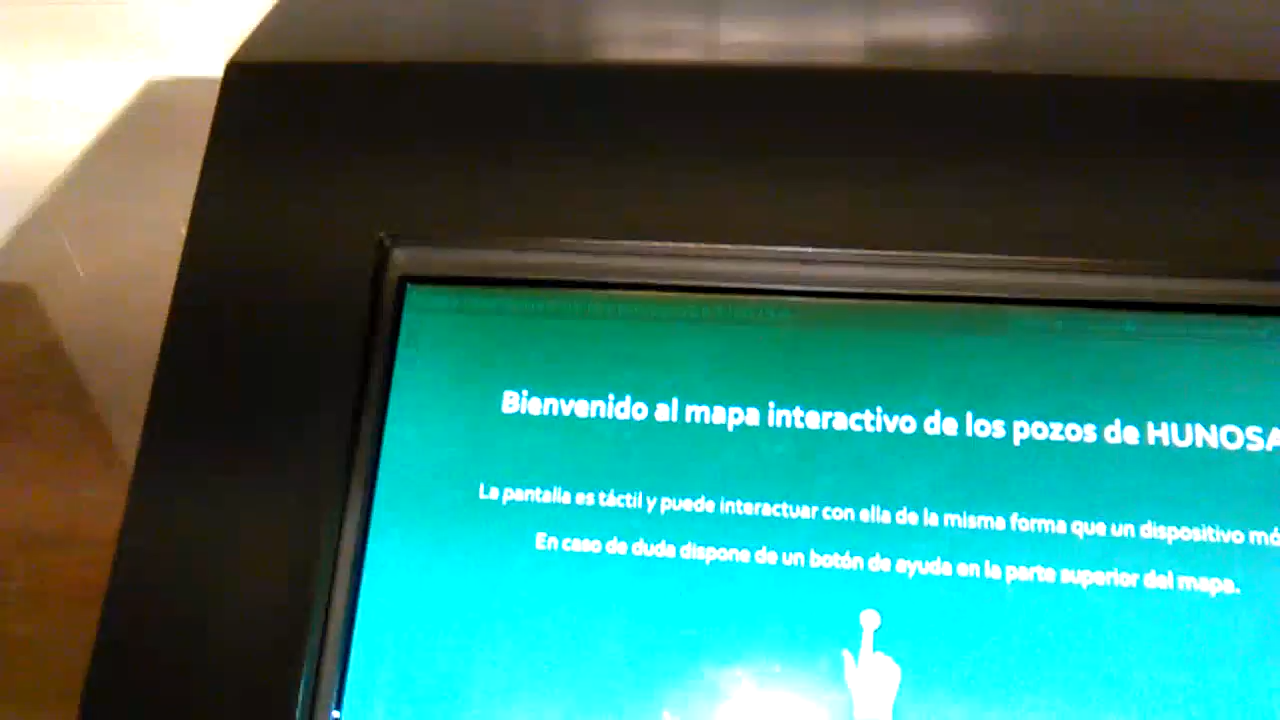 Bienvenido al mapa interactivo de los pozos de HUNOSA
La pantalla es táctil y puede interactuar con ella de la misma forma que un dispositivo mó
En caso de duda dispone de un botón de ayuda en la parte superior del mapa.